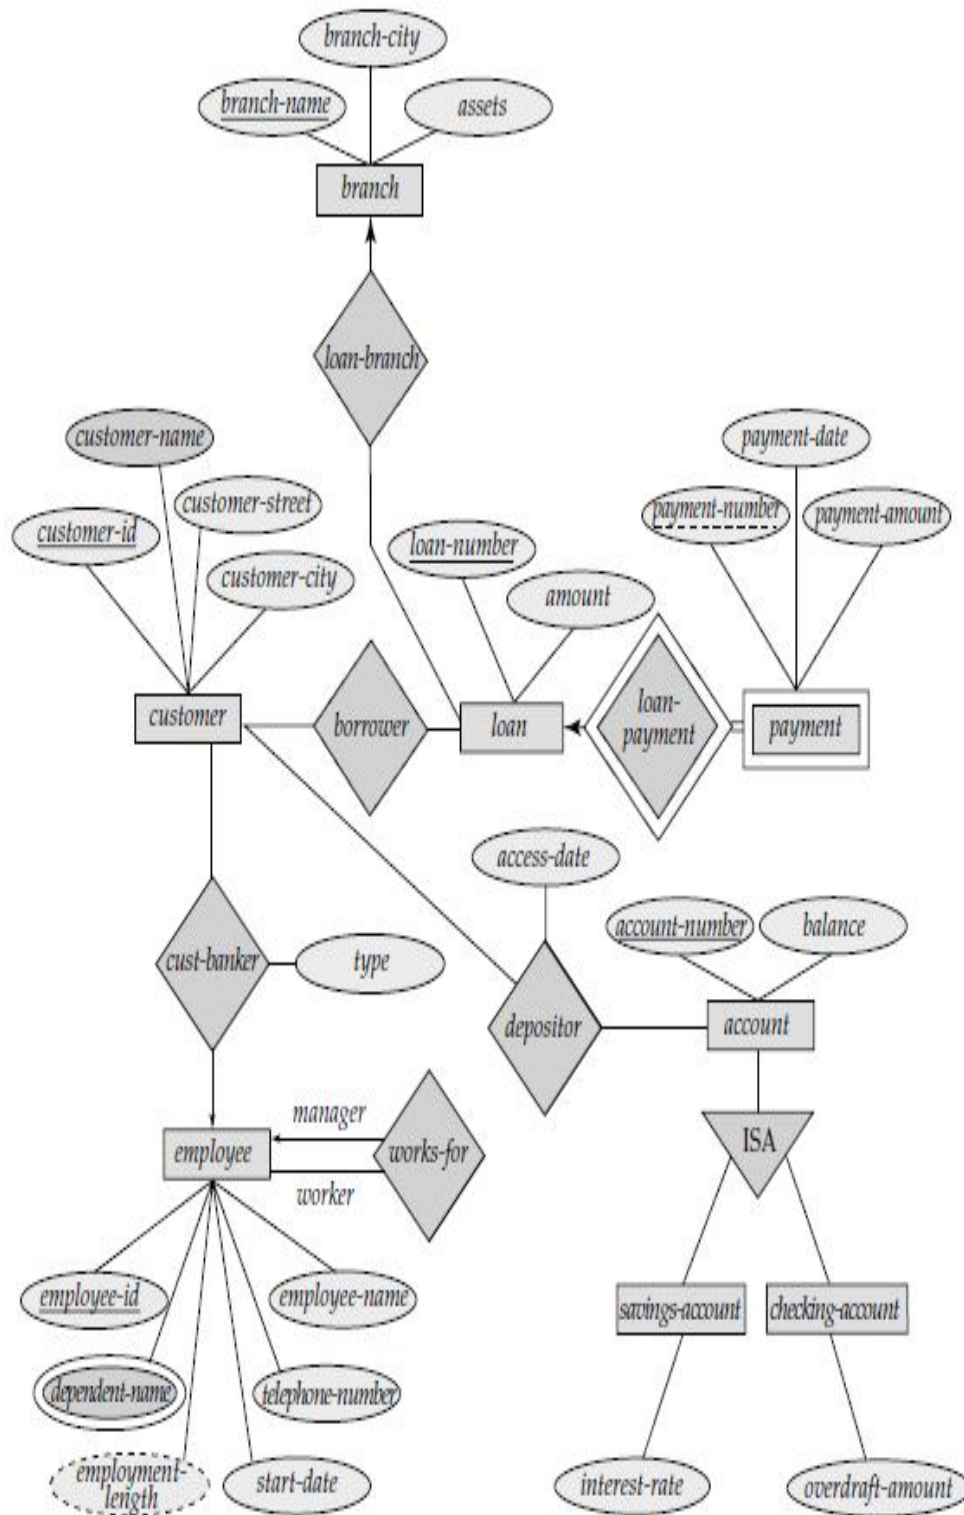 branch-city
branch-name
assets
branch
loan-branch
customer-name
payment-date
customer-street
payment-number
payment-amount
customer-id
loan-number
customer-city
amount
customer
borrower
loan
loan-
payment
payment
access-date
account-number
balance
cust-banker
type
depositor
account
manager
employee
works-for
ISA
worker
employee-id
employee-name
savings-account
checking-account
dependent-name
telephone-number
employment-
length
start-date
interest-rate
overdraft-amount